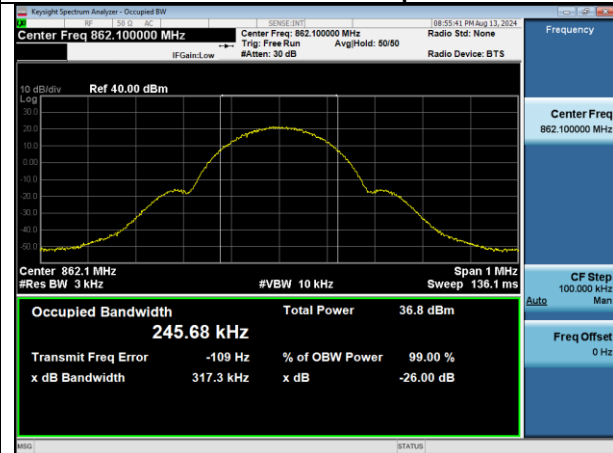 Keysight Spectrum Analyzer - Occupied BW
RF 50 Ω AC SENSE:INT 08:55:41 PM Aug 13, 2024
Center Freq 862.100000 MHz Center Freq: 862.100000 MHz Radio Std: None
Trig: Free Run Avg|Hold: 50/50
IFGain:Low #Atten: 30 dB Radio Device: BTS
10 dB/div Ref 40.00 dBm
Log
30.0
20.0
10.0
0.00
-10.0
-20.0
-30.0
-40.0
-50.0
Center 862.1 MHz Span 1 MHz
#Res BW 3 kHz #VBW 10 kHz Sweep 136.1 ms
Occupied Bandwidth Total Power 36.8 dBm
245.68 kHz
Transmit Freq Error -109 Hz % of OBW Power 99.00 %
x dB Bandwidth 317.3 kHz x dB -26.00 dB
MSG STATUS
Frequency
Center Freq
862.100000 MHz
CF Step
100.000 kHz
Auto Man
Freq Offset
0 Hz